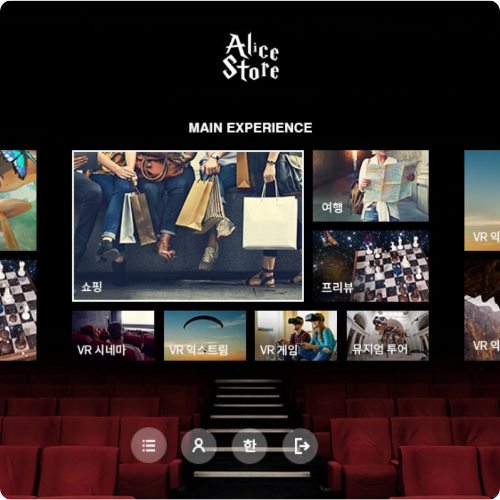 Alice
Store
MAIN EXPERIENCE
쇼핑
여행
프리뷰
VR 시네마
VR 익스트림
VR 게임
뮤지엄 투어
VR 익
VR 익
한